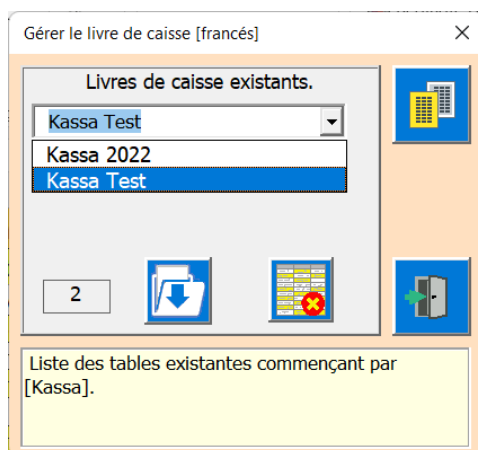 Gérer le livre de caisse [francés]
Livres de caisse existants.
Kassa Test
Kassa 2022
Kassa Test
2
Liste des tables existantes commençant par
[Kassa].